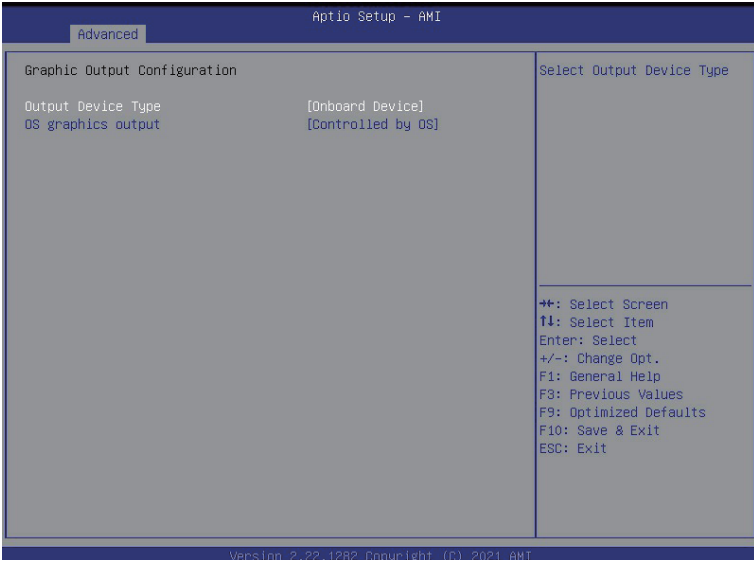 Aptio Setup – AMI
Advanced
Graphic Output Configuration
Output Device Type [Onboard Device]
OS graphics output [Controlled by OS]
Select Output Device Type
→←: Select Screen
↑↓: Select Item
Enter: Select
+/-: Change Opt.
F1: General Help
F3: Previous Values
F9: Optimized Defaults
F10: Save & Exit
ESC: Exit
Version 2.22.1282 Copyright (C) 2021 AMI